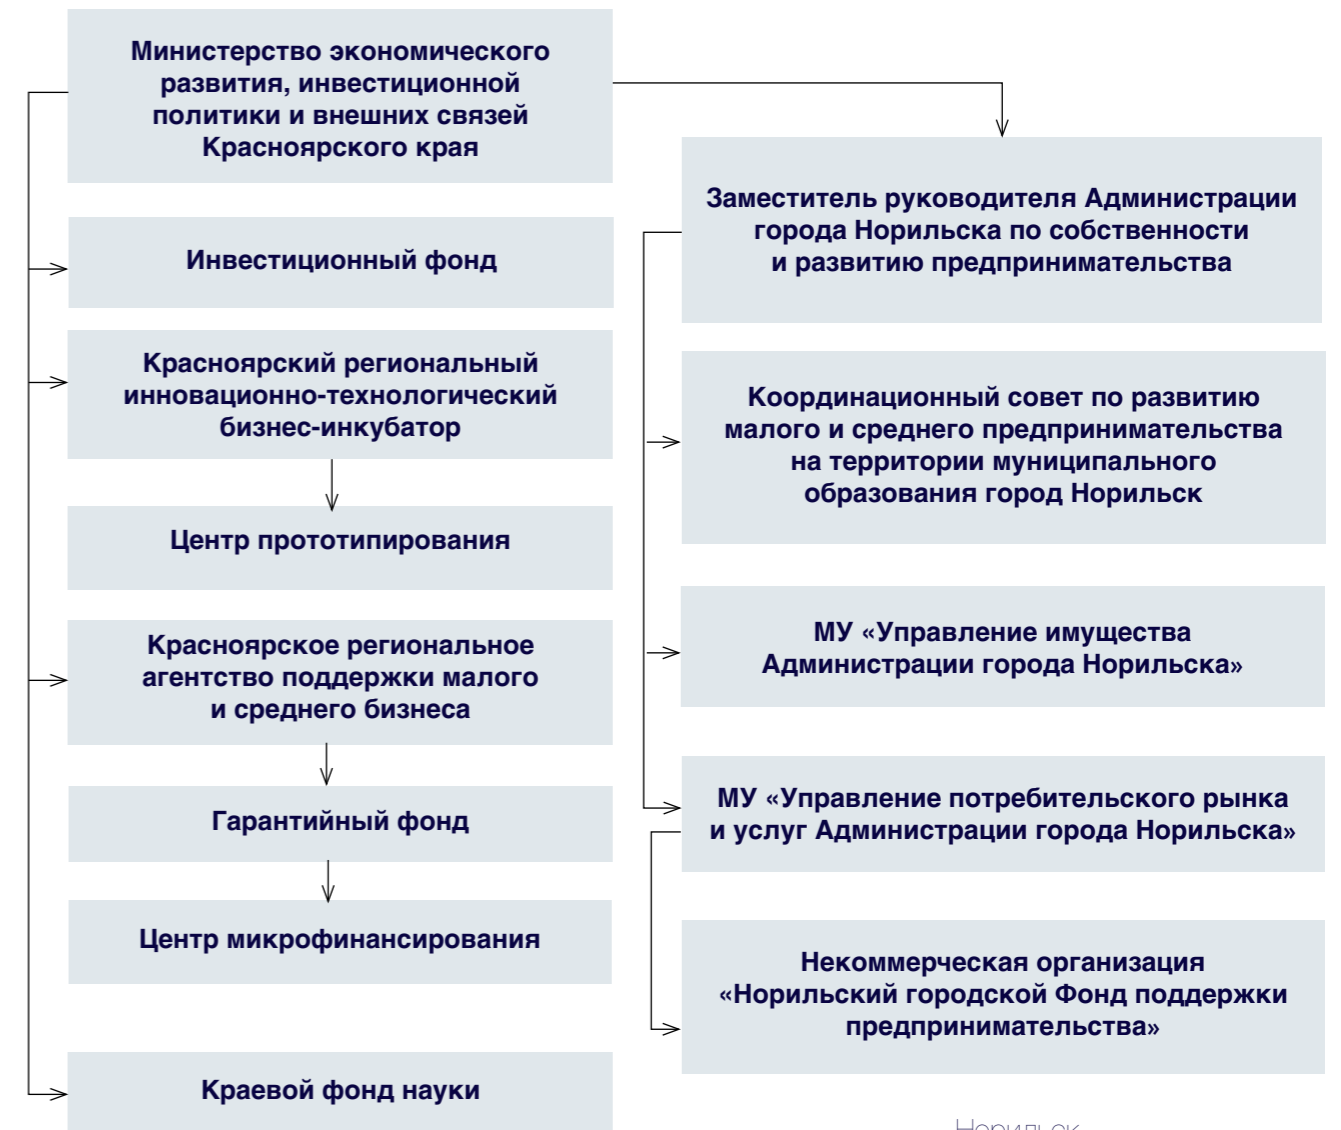 Министерство экономического
развития, инвестиционной
политики и внешних связей
Красноярского края
Инвестиционный фонд
Красноярский региональный
инновационно-технологический
бизнес-инкубатор
Центр прототипирования
Красноярское региональное
агентство поддержки малого
и среднего бизнеса
Гарантийный фонд
Центр микрофинансирования
Краевой фонд науки
Заместитель руководителя Администрации
города Норильска по собственности
и развитию предпринимательства
Координационный совет по развитию
малого и среднего предпринимательства
на территории муниципального
образования город Норильск
МУ «Управление имущества
Администрации города Норильска»
МУ «Управление потребительского рынка
и услуг Администрации города Норильска»
Некоммерческая организация
«Норильский городской Фонд поддержки
предпринимательства»
Норильск